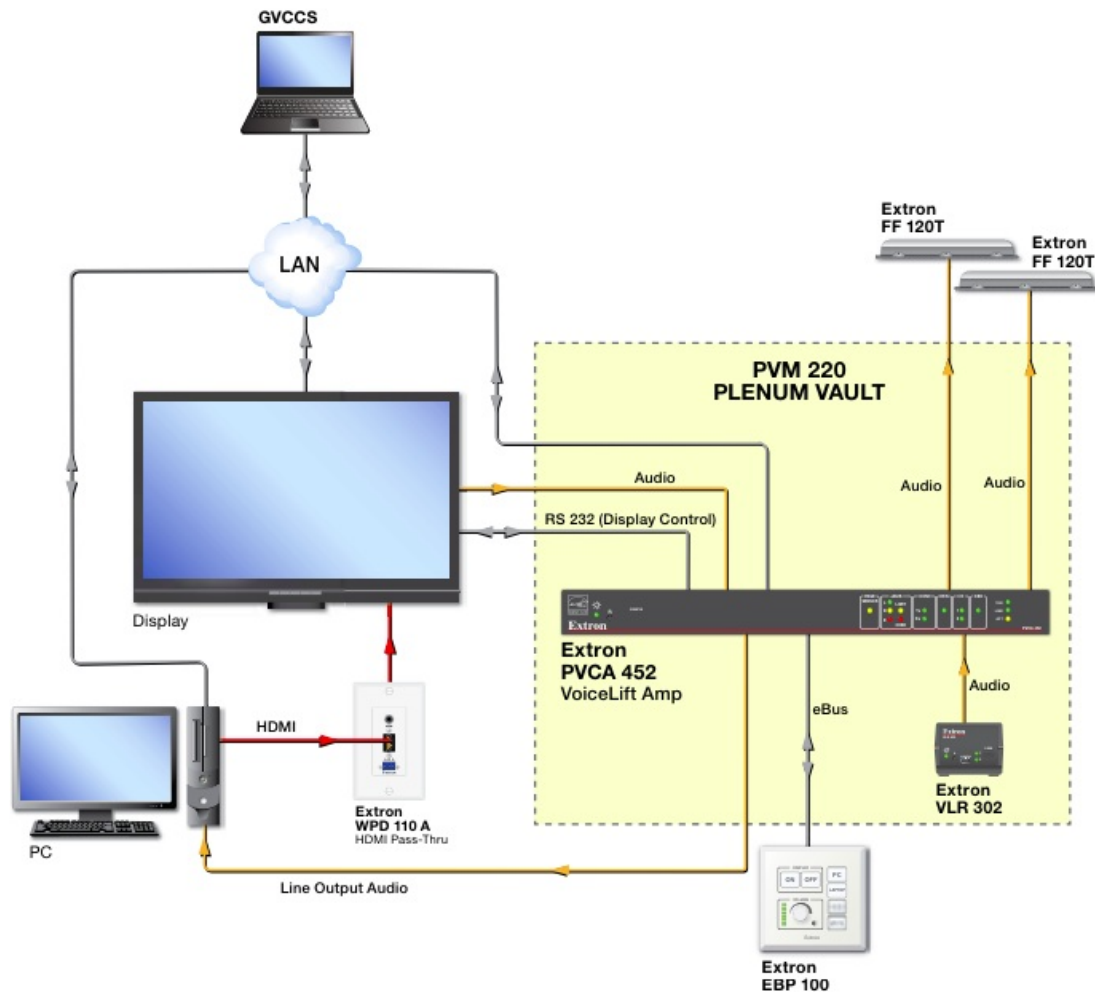 GVCCS
LAN
Extron
FF 120T
Extron
FF 120T
PVM 220
PLENUM VAULT
Audio
RS 232 (Display Control)
Audio
Audio
Display
Extron
Extron
PVCA 452
VoiceLift Amp
HDMI
eBus
Audio
Extron
Extron
VLR 302
Extron
WPD 110 A
HDMI Pass-Thru
PC
Line Output Audio
ON
OFF
PC
Extron
EBP 100